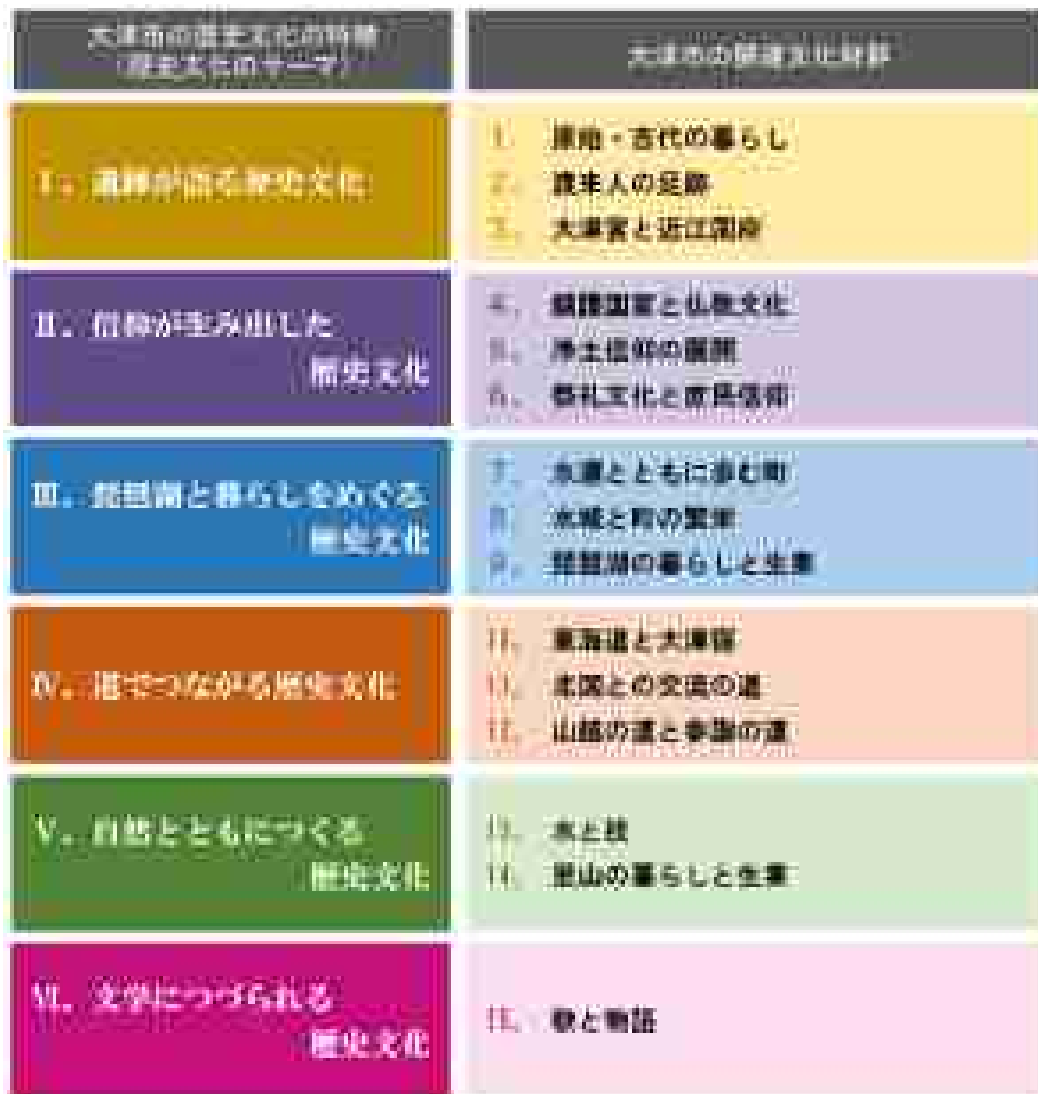 大津市の歴史文化の特徴
（歴史文化のテーマ）
大津市の関連文化財群
Ⅰ．遺跡が語る歴史文化
1. 原始・古代の暮らし
2. 渡来人の足跡
3. 大津宮と近江国府
Ⅱ．信仰が生み出した
歴史文化
4. 鎮護国家と仏教文化
5. 浄土信仰の展開
6. 祭礼文化と庶民信仰
Ⅲ．琵琶湖と暮らしをめぐる
歴史文化
7. 水運とともに歩む町
8. 水城と町の繁栄
9. 琵琶湖の暮らしと生業
Ⅳ．道でつながる歴史文化
10. 東海道と大津宿
11. 北国との交流の道
12. 山越の道と参詣の道
Ⅴ．自然とともにつくる
歴史文化
13. 水と
14. 里山の暮らしと生業
Ⅵ．文学につづられる
歴史文化
15. 歌と物語